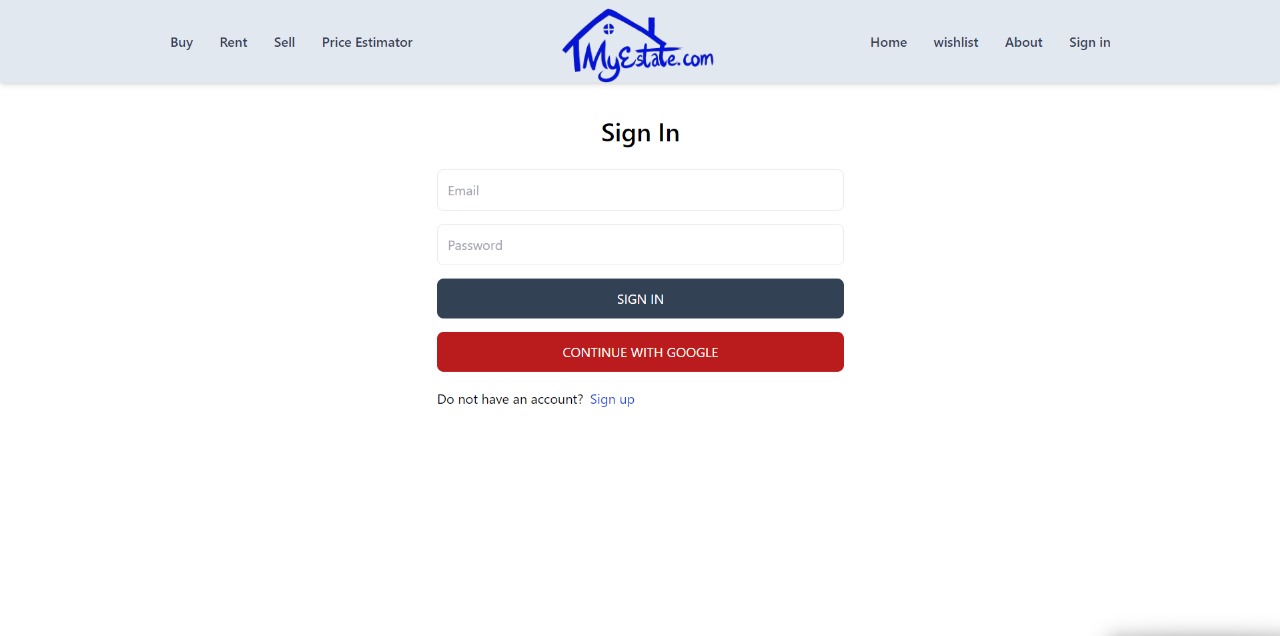 Buy Rent Sell Price Estimator MyEstate.com Home wishlist About Sign in
Sign In
Email
Password
SIGN IN
CONTINUE WITH GOOGLE
Do not have an account? Sign up